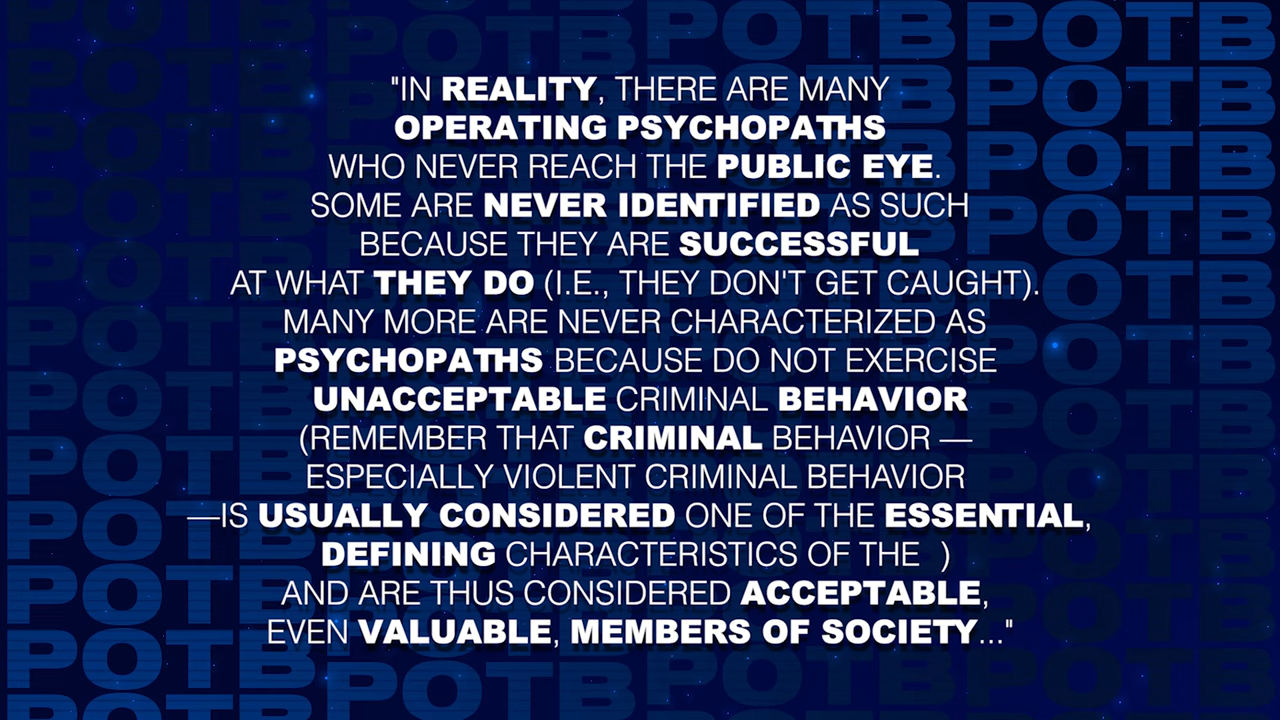 "IN REALITY, THERE ARE MANY
OPERATING PSYCHOPATHS
WHO NEVER REACH THE PUBLIC EYE.
SOME ARE NEVER IDENTIFIED AS SUCH
BECAUSE THEY ARE SUCCESSFUL
AT WHAT THEY DO (I.E., THEY DON'T GET CAUGHT).
MANY MORE ARE NEVER CHARACTERIZED AS
PSYCHOPATHS BECAUSE DO NOT EXERCISE
UNACCEPTABLE CRIMINAL BEHAVIOR
(REMEMBER THAT CRIMINAL BEHAVIOR —
ESPECIALLY VIOLENT CRIMINAL BEHAVIOR
—IS USUALLY CONSIDERED ONE OF THE ESSENTIAL,
DEFINING CHARACTERISTICS OF THE  )
AND ARE THUS CONSIDERED ACCEPTABLE,
EVEN VALUABLE, MEMBERS OF SOCIETY..."
POTB